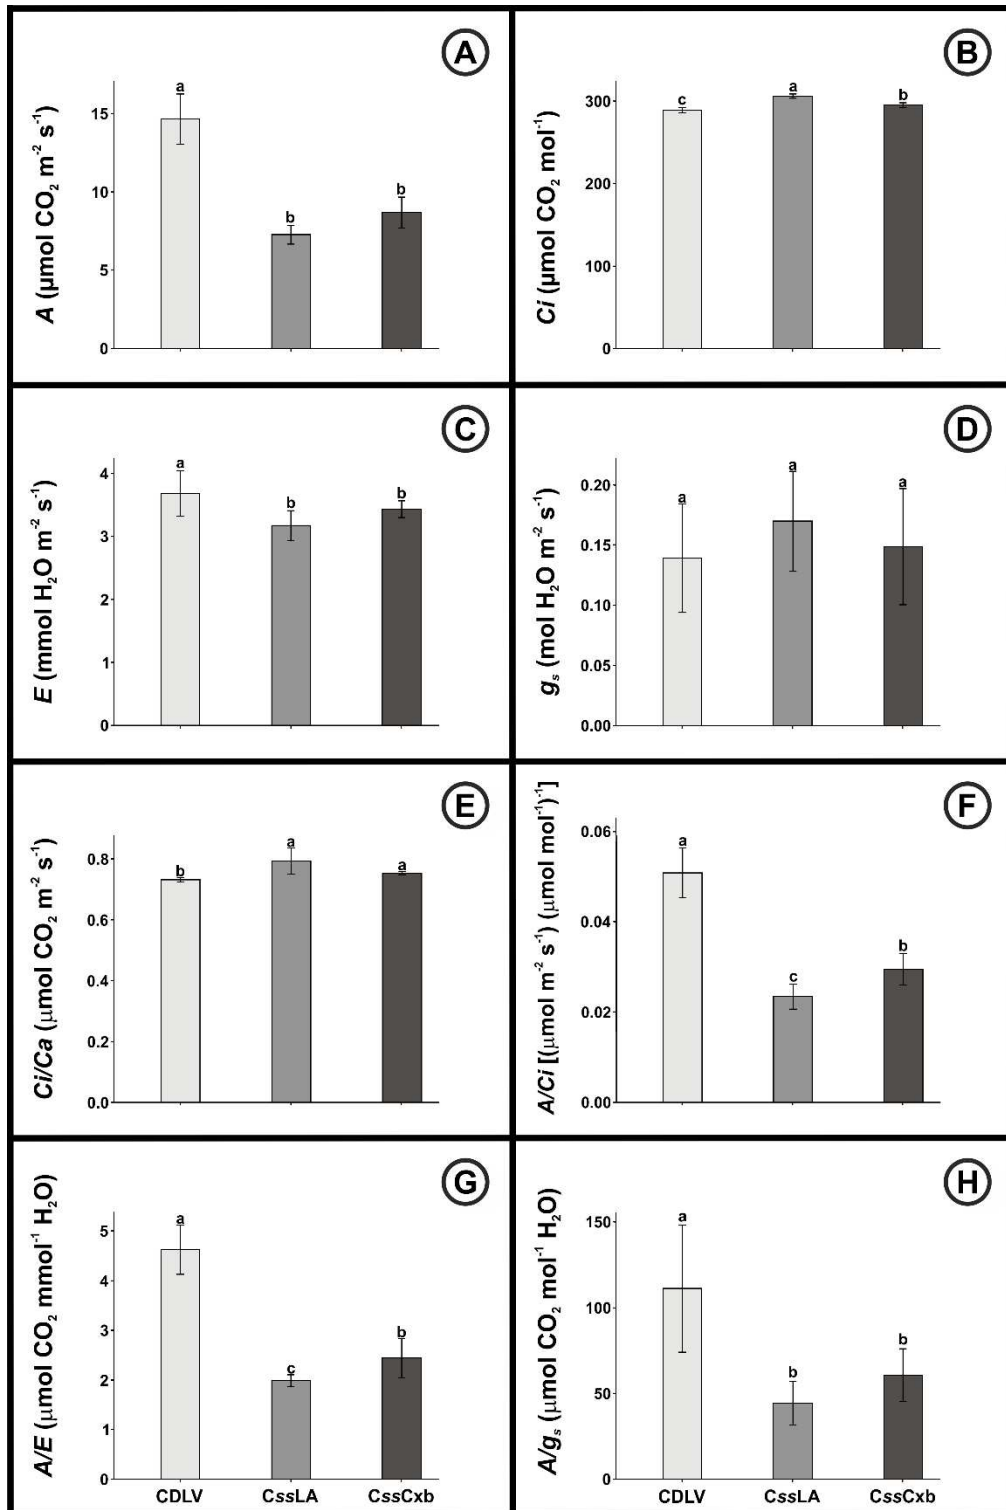 A
A (μmol CO₂ m⁻² s⁻¹)
15
10
5
0
a
b
b
B
Ci (μmol CO₂ mol⁻¹)
300
200
100
0
c
a
b
C
E (mmol H₂O m⁻² s⁻¹)
4
3
2
1
0
a
b
b
D
gₛ (mol H₂O m⁻² s⁻¹)
0.20
0.15
0.10
0.05
0.00
a
a
a
E
Ci/Ca (μmol CO₂ m⁻² s⁻¹)
0.8
0.6
0.4
0.2
0.0
b
a
a
F
A/Ci [(μmol m⁻² s⁻¹) (μmol mol⁻¹)⁻¹]
0.06
0.04
0.02
0.00
a
c
b
G
A/E (μmol CO₂ mmol⁻¹ H₂O)
5
4
3
2
1
0
a
c
b
CDLV CssLA CssCxb
H
A/gₛ (μmol CO₂ mol⁻¹ H₂O)
150
100
50
0
a
b
b
CDLV CssLA CssCxb